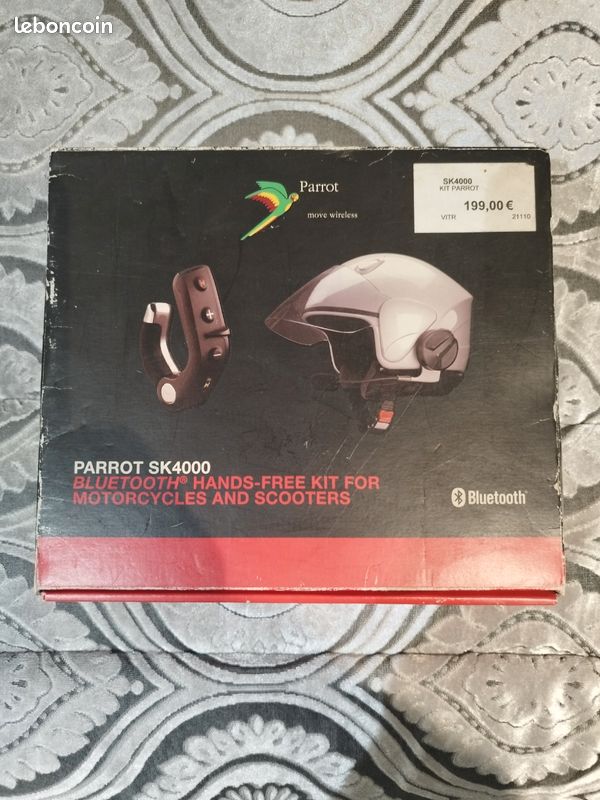 leboncoin
SK4000
KIT PARROT
199,00 €
VITR 21110
Parrot
move wireless
PARROT SK4000
BLUETOOTH® HANDS-FREE KIT FOR
MOTORCYCLES AND SCOOTERS
Bluetooth